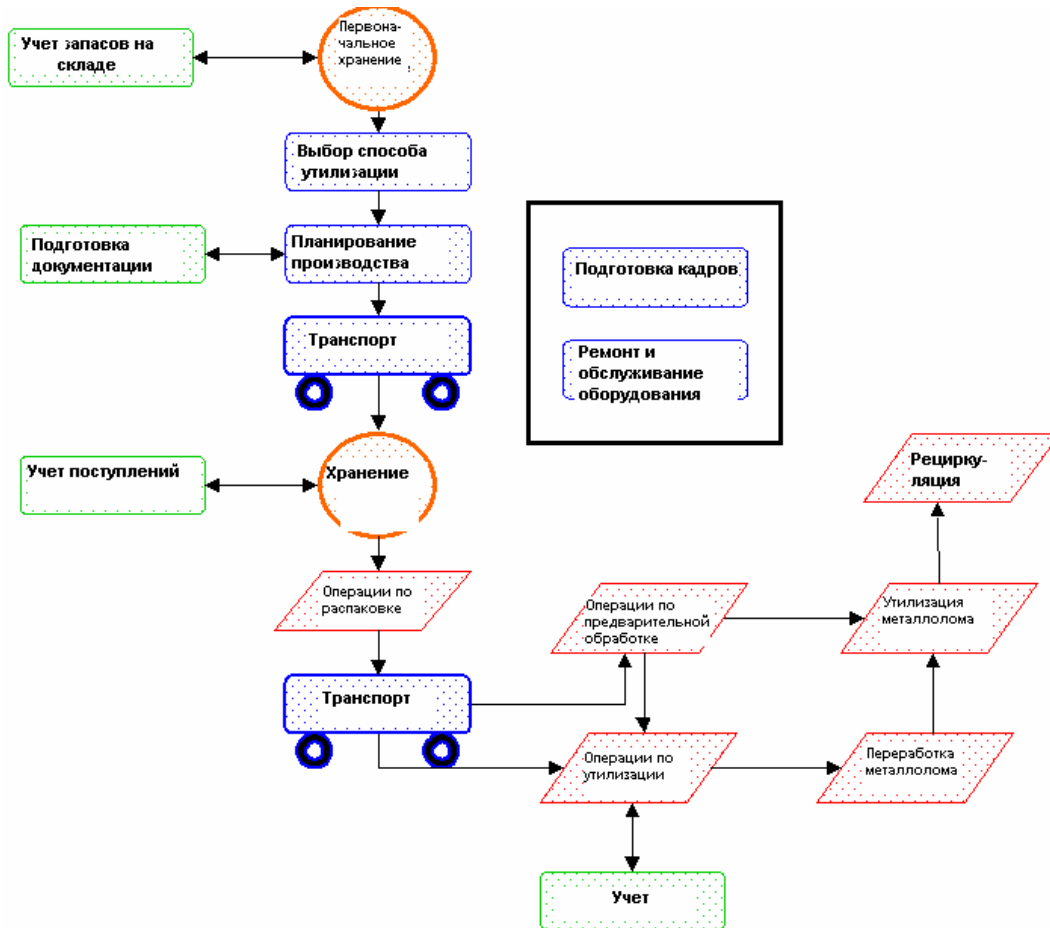 Первона-
чальное
хранение
Учет запасов на
складе
Выбор способа
утилизации
Подготовка
документации
Планирование
производства
Подготовка кадров
Транспорт
Ремонт и
обслуживание
оборудования
Учет поступлений
Хранение
Рецирку-
ляция
Операции по
распаковке
Операции по
предварительной
обработке
Утилизация
металлолома
Транспорт
Операции по
утилизации
Переработка
металлолома
Учет